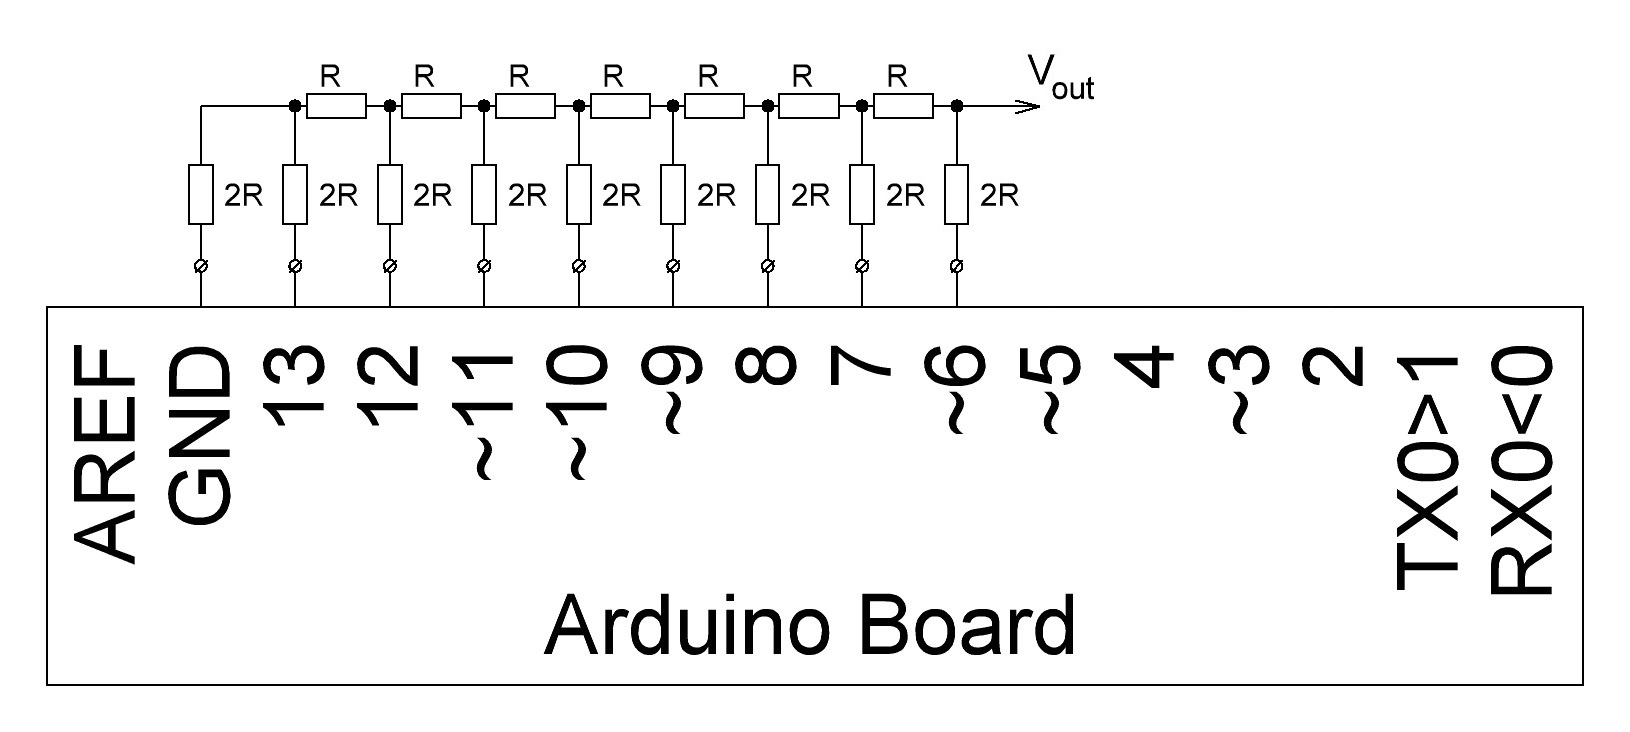 R R R R R R R V out
2R 2R 2R 2R 2R 2R 2R 2R 2R
AREF
GND
13
12
~11
~10
~9
8
7
~6
~5
4
~3
2
TX0>1
RX0<0
Arduino Board